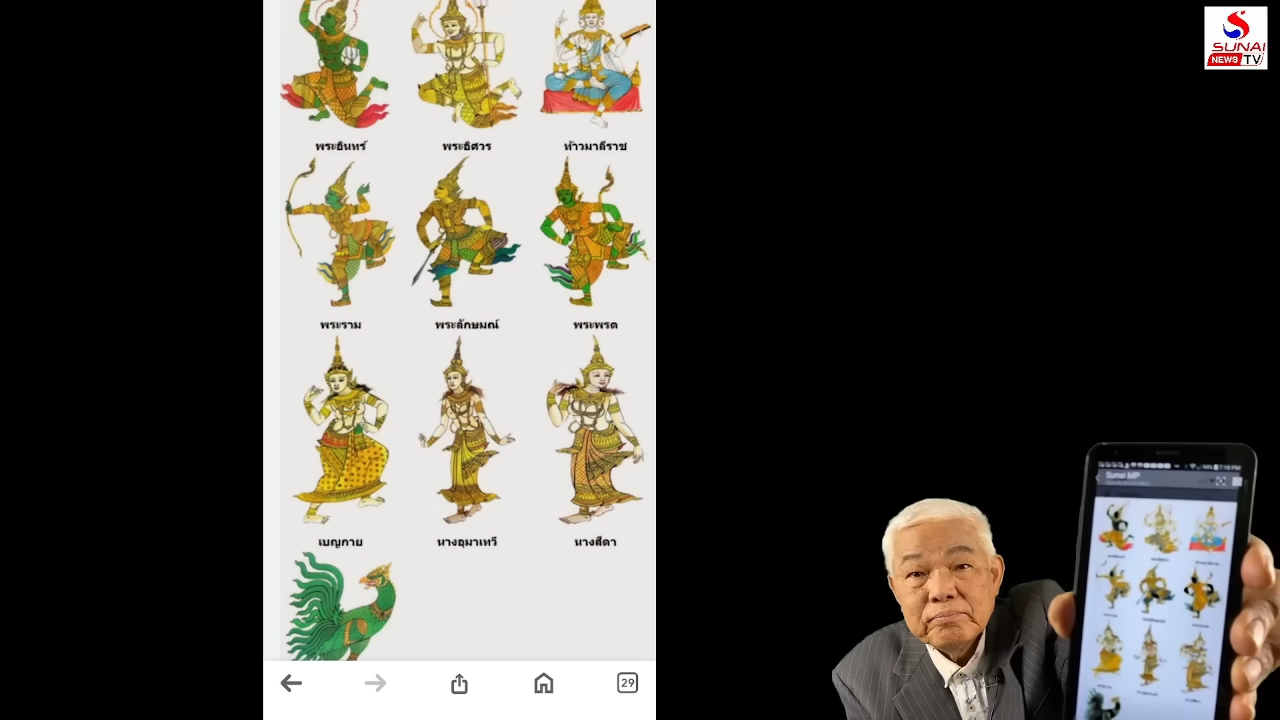 SUNAI
NEWS TV
พระอินทร์ พระอิศวร ท้าวมาลีราช
พระราม พระลักษมณ์ พระพรต
เบญกาย นางอุมาเทวี นางสีดา
29
Sunai MP